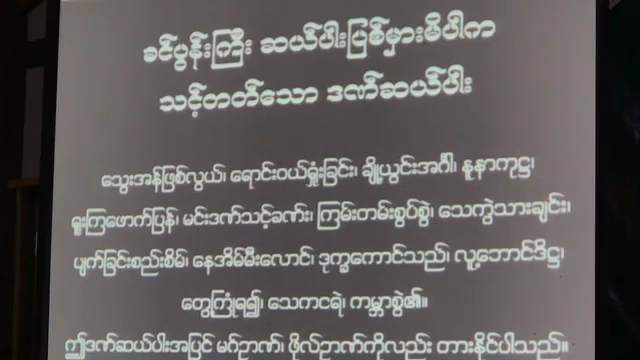 ခင်ပွန်းကြီး ဆယ်ပါးပြစ်မှားမိပါက
သင့်တတ်သော ဒဏ်ဆယ်ပါး
သွေးအန်ဖြစ်လွယ်၊ ရောင်းဝယ်ရှုံးခြင်း၊ ချို့ယွင်းအင်္ဂါ၊ နူနာကုဋ္ဌ၊
ရူးကြဖောက်ပြန်၊ မင်းဒဏ်သင့်ခဏ်း၊ ကြမ်းတမ်းစွပ်စွဲ၊ သေကွဲသားချင်း၊
ပျက်ခြင်းစည်းစိမ်၊ နေအိမ်မီးလောင်၊ ဒုက္ခကောင်သည်၊ လူ့ဘောင်ဒိဋ္ဌ၊
တွေ့ကြုံရ၍၊ သေကငရဲ၊ ကမ္ဘာစွဲ၏။
ဤဒဏ်ဆယ်ပါးအပြင် မဂ်ဉာဏ်၊ ဖိုလ်ဉာဏ်ကိုလည်း တားနိုင်ပါသည်။